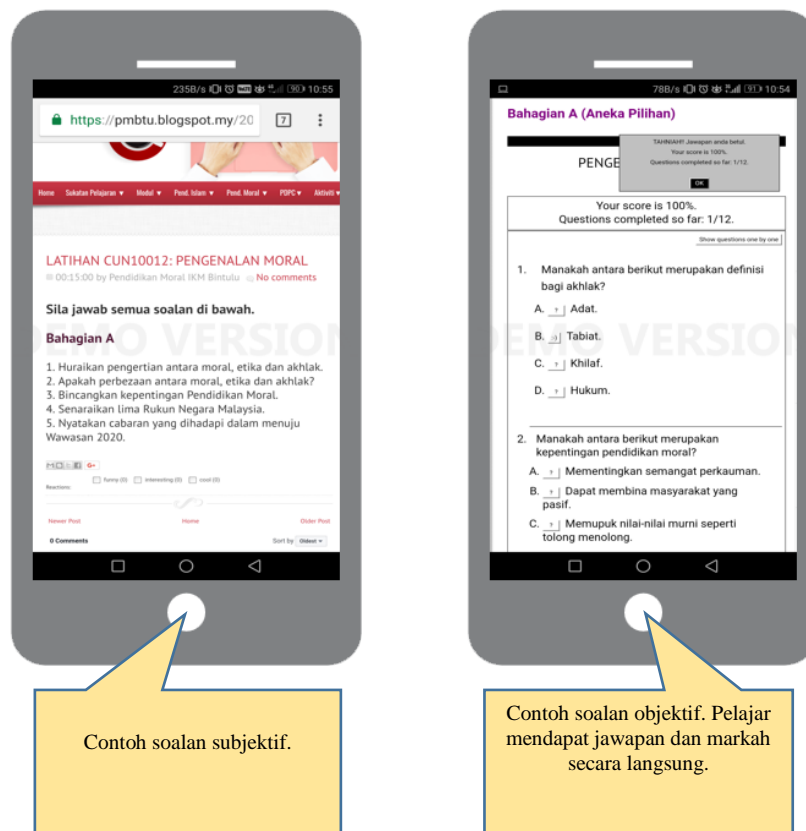 235B/s 90 10:55
https://pmbtu.blogspot.my/20 7
Home Sukatan Pelajaran ▾ Modul ▾ Pend. Islam ▾ Pend. Moral ▾ PDPC ▾ Aktiviti ▾
LATIHAN CUN10012: PENGENALAN MORAL
00:15:00 by Pendidikan Moral IKM Bintulu No comments
Sila jawab semua soalan di bawah.
DEMO VERSION
Bahagian A
1. Huraikan pengertian antara moral, etika dan akhlak.
2. Apakah perbezaan antara moral, etika dan akhlak?
3. Bincangkan kepentingan Pendidikan Moral.
4. Senaraikan lima Rukun Negara Malaysia.
5. Nyatakan cabaran yang dihadapi dalam menuju
Wawasan 2020.
G+
Reactions: funny (0) interesting (0) cool (0)
Newer Post Home Older Post
0 Comments Sort by Oldest
Contoh soalan subjektif.
78B/s 91 10:54
Bahagian A (Aneka Pilihan)
TAHNIAH!! Jawapan anda betul.
Your score is 100%.
Questions completed so far: 1/12.
OK
PENGE
Your score is 100%.
Questions completed so far: 1/12.
Show questions one by one
1. Manakah antara berikut merupakan definisi
bagi akhlak?
A. ? Adat.
B. :) Tabiat.
C. ? Khilaf.
D. ? Hukum.
DEMO VERSION
2. Manakah antara berikut merupakan
kepentingan pendidikan moral?
A. ? Mementingkan semangat perkauman.
B. ? Dapat membina masyarakat yang
pasif.
C. ? Memupuk nilai-nilai murni seperti
tolong menolong.
Contoh soalan objektif. Pelajar
mendapat jawapan dan markah
secara langsung.